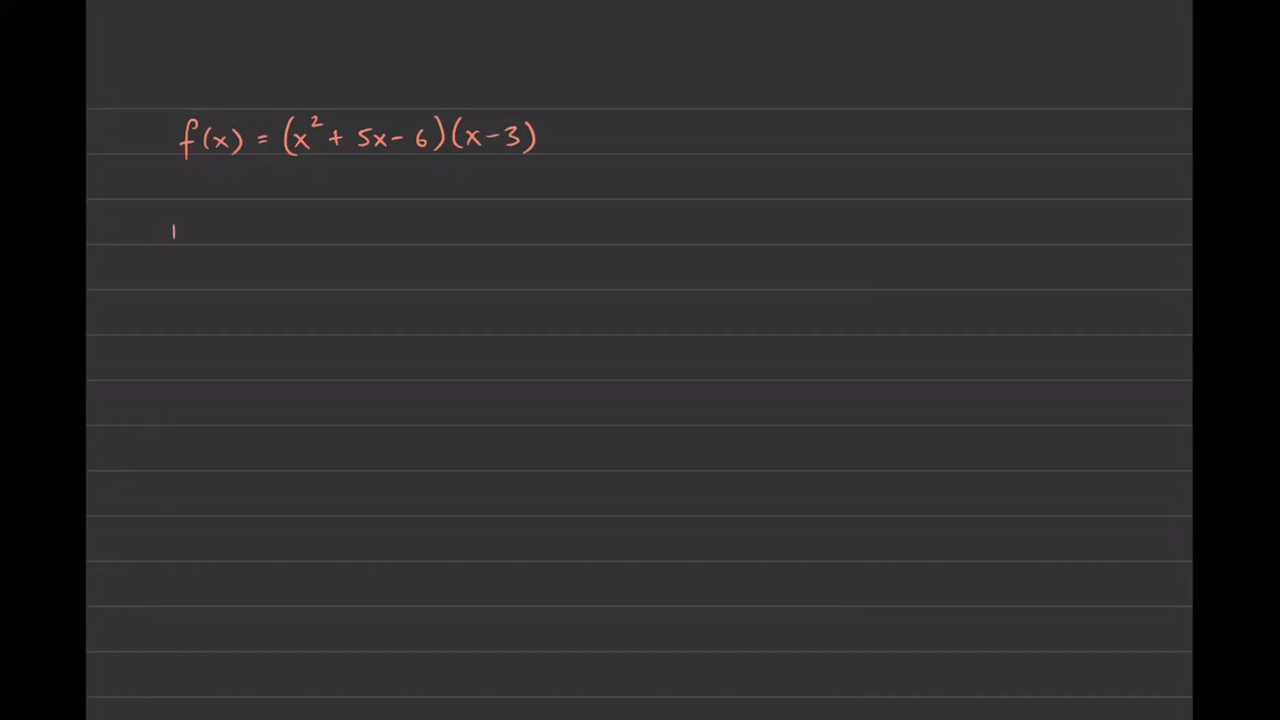 f(x) = (x² + 5x - 6)(x - 3)